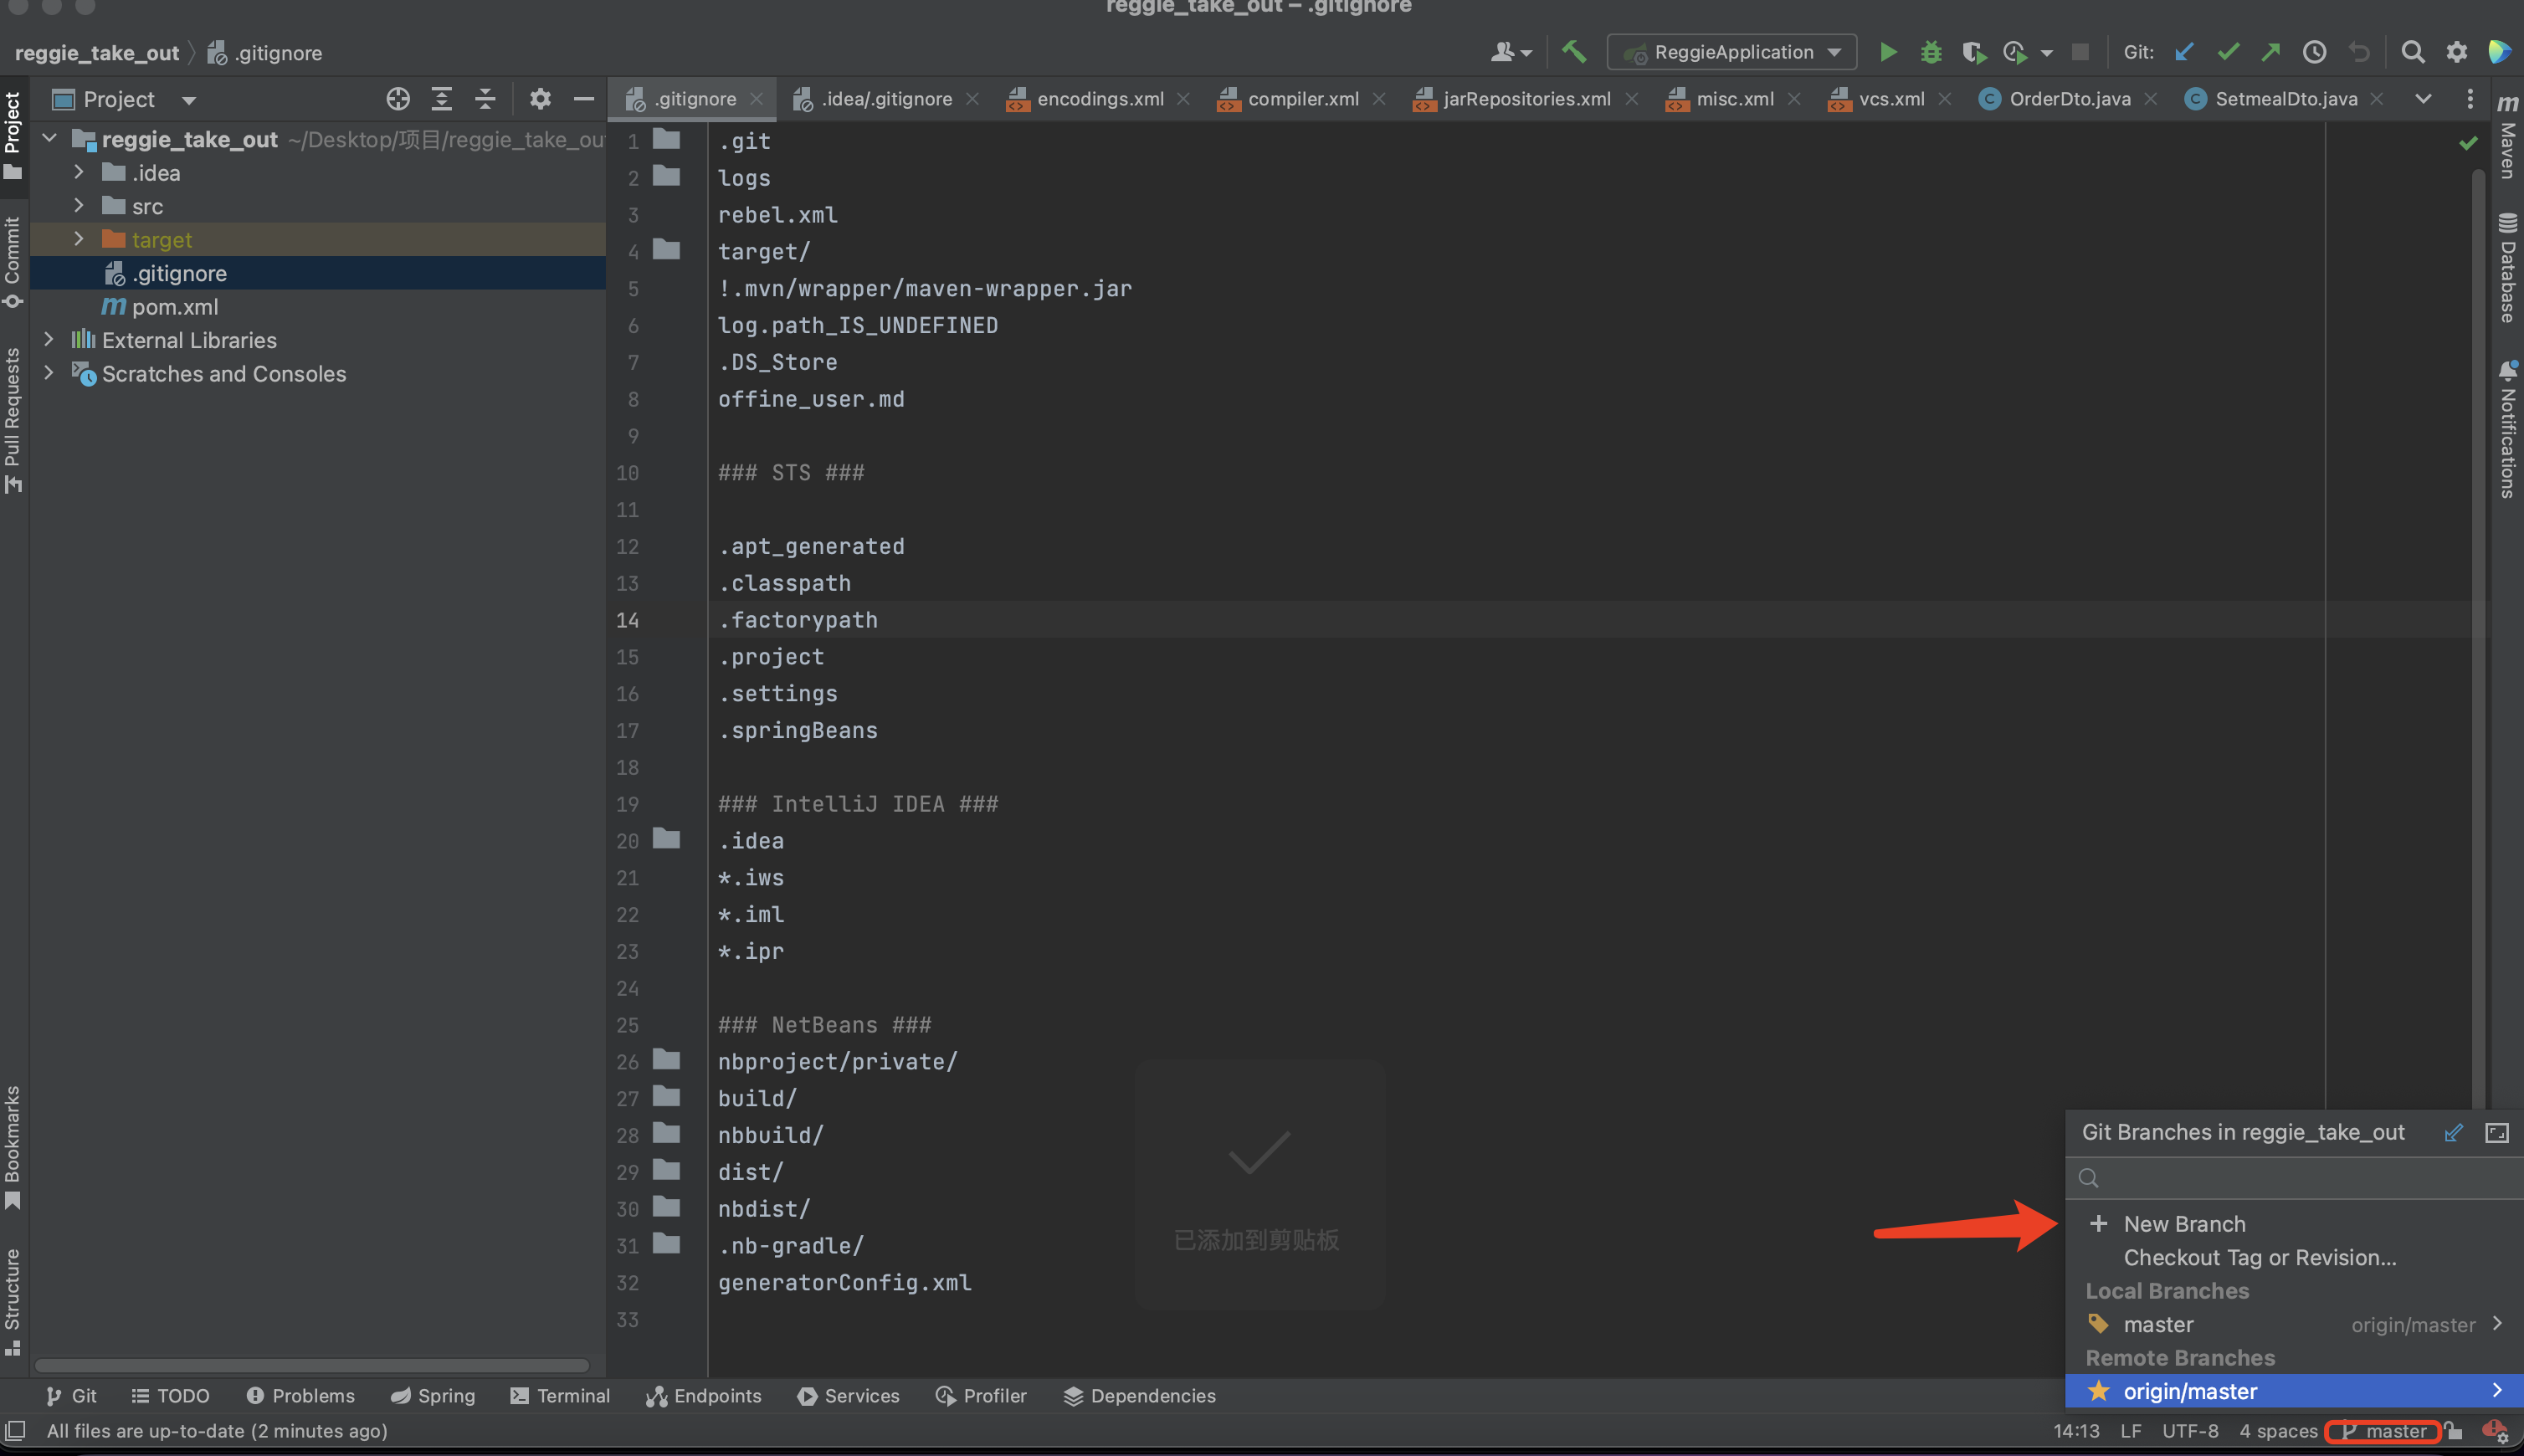 reggie_take_out – .gitignore
reggie_take_out .gitignore
ReggieApplication
Git:
Project
.gitignore
.idea/.gitignore
encodings.xml
compiler.xml
jarRepositories.xml
misc.xml
vcs.xml
OrderDto.java
SetmealDto.java
Project
Commit
Pull Requests
Bookmarks
Structure
reggie_take_out ~/Desktop/项目/reggie_take_ou
.idea
src
target
.gitignore
pom.xml
External Libraries
Scratches and Consoles
1 .git
2 logs
3 rebel.xml
4 target/
5 !.mvn/wrapper/maven-wrapper.jar
6 log.path_IS_UNDEFINED
7 .DS_Store
8 offine_user.md
9
10 ### STS ###
11
12 .apt_generated
13 .classpath
14 .factorypath
15 .project
16 .settings
17 .springBeans
18
19 ### IntelliJ IDEA ###
20 .idea
21 *.iws
22 *.iml
23 *.ipr
24
25 ### NetBeans ###
26 nbproject/private/
27 build/
28 nbbuild/
29 dist/
30 nbdist/
31 .nb-gradle/
32 generatorConfig.xml
33
已添加到剪贴板
m Maven
Database
Notifications
Git Branches in reggie_take_out
New Branch
Checkout Tag or Revision...
Local Branches
master origin/master
Remote Branches
origin/master
Git
TODO
Problems
Spring
Terminal
Endpoints
Services
Profiler
Dependencies
All files are up-to-date (2 minutes ago)
14:13 LF UTF-8 4 spaces master